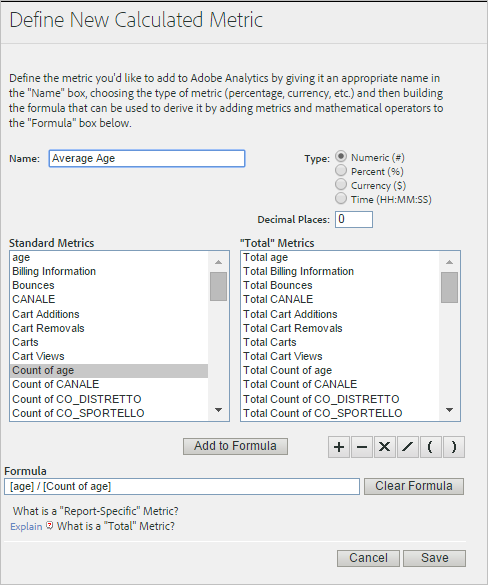 Define New Calculated Metric
Define the metric you'd like to add to Adobe Analytics by giving it an appropriate name in
the "Name" box, choosing the type of metric (percentage, currency, etc.) and then building
the formula that can be used to derive it by adding metrics and mathematical operators to
the "Formula" box below.
Name: Average Age
Type: Numeric (#)
Percent (%)
Currency ($)
Time (HH:MM:SS)
Decimal Places: 0
Standard Metrics
age
Billing Information
Bounces
CANALE
Cart Additions
Cart Removals
Carts
Cart Views
Count of age
Count of CANALE
Count of CO_DISTRETTO
Count of CO_SPORTELLO
"Total" Metrics
Total age
Total Billing Information
Total Bounces
Total CANALE
Total Cart Additions
Total Cart Removals
Total Carts
Total Cart Views
Total Count of age
Total Count of CANALE
Total Count of CO_DISTRETTO
Total Count of CO_SPORTELLO
Add to Formula
+ − × / ( )
Formula
[age] / [Count of age]
Clear Formula
What is a "Report-Specific" Metric?
Explain ? What is a "Total" Metric?
Cancel Save